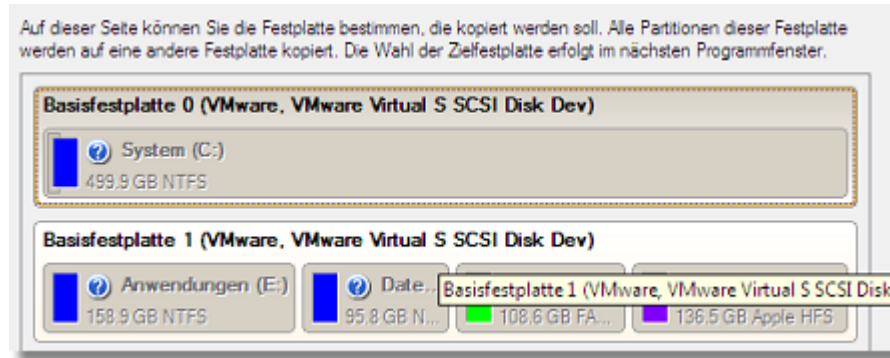 Auf dieser Seite können Sie die Festplatte bestimmen, die kopiert werden soll. Alle Partitionen dieser Festplatte
werden auf eine andere Festplatte kopiert. Die Wahl der Zielfestplatte erfolgt im nächsten Programmfenster.
Basisfestplatte 0 (VMware, VMware Virtual S SCSI Disk Dev)
System (C:)
499.9 GB NTFS
Basisfestplatte 1 (VMware, VMware Virtual S SCSI Disk Dev)
Anwendungen (E:)
Date...
Basisfestplatte 1 (VMware, VMware Virtual S SCSI Disk
158.9 GB NTFS
95.8 GB N...
108.6 GB FA...
136.5 GB Apple HFS